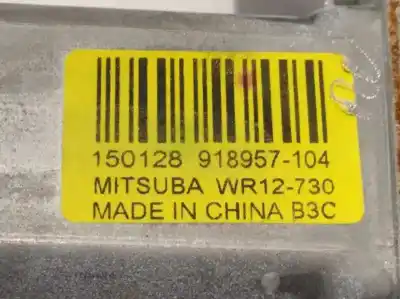 150128 918957-104
MITSUBA WR12-730
MADE IN CHINA B3C